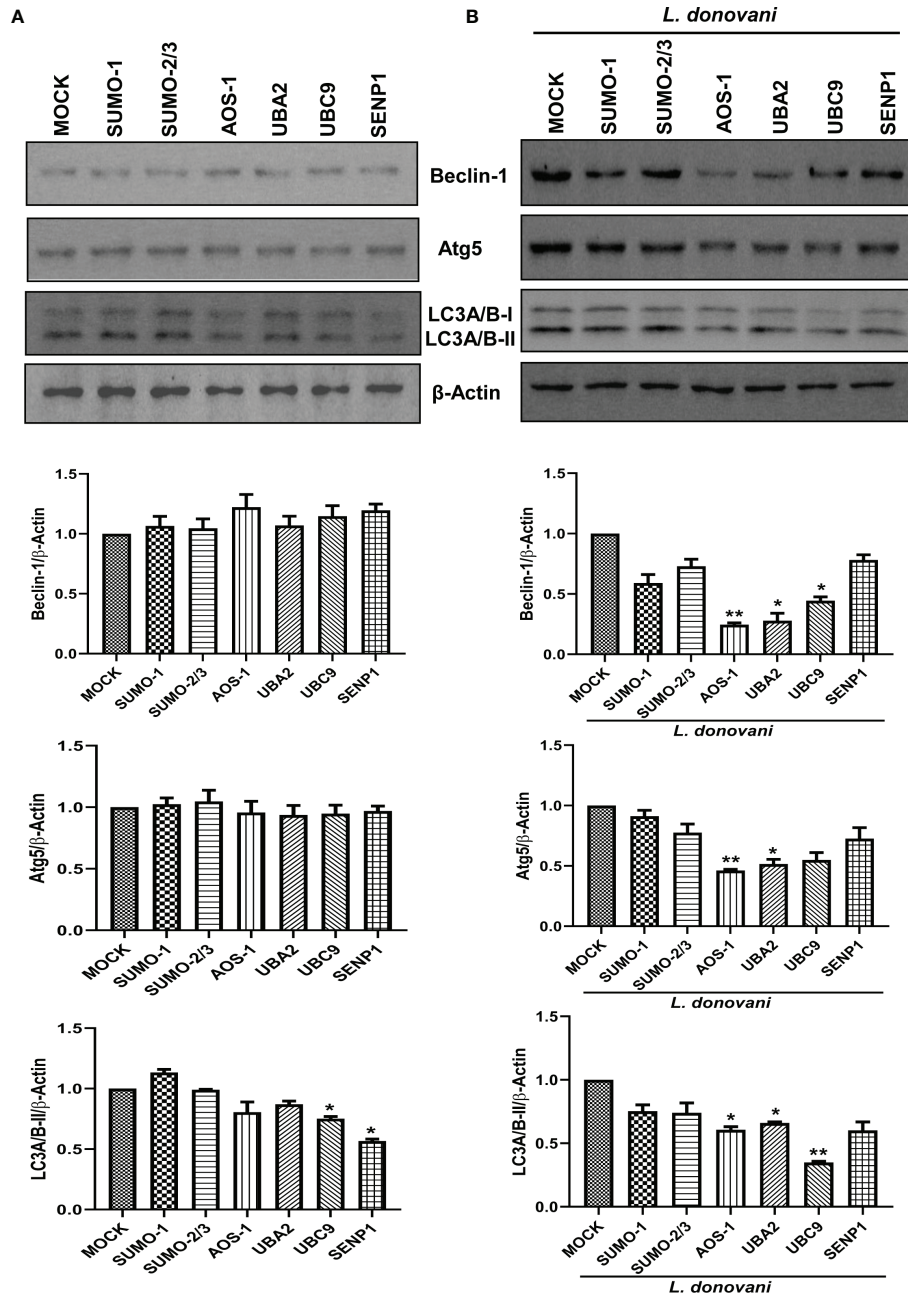 A
MOCK
SUMO-1
SUMO-2/3
AOS-1
UBA2
UBC9
SENP1
B
L. donovani
MOCK
SUMO-1
SUMO-2/3
AOS-1
UBA2
UBC9
SENP1
Beclin-1
Atg5
LC3A/B-I
LC3A/B-II
β-Actin
Beclin-1/β-Actin
1.5
1.0
0.5
0.0
MOCK
SUMO-1
SUMO-2/3
AOS-1
UBA2
UBC9
SENP1
Beclin-1/β-Actin
1.5
1.0
0.5
0.0
**
*
*
MOCK
SUMO-1
SUMO-2/3
AOS-1
UBA2
UBC9
SENP1
L. donovani
Atg5/β-Actin
1.5
1.0
0.5
0.0
MOCK
SUMO-1
SUMO-2/3
AOS-1
UBA2
UBC9
SENP1
Atg5/β-Actin
1.5
1.0
0.5
0.0
**
*
MOCK
SUMO-1
SUMO-2/3
AOS-1
UBA2
UBC9
SENP1
L. donovani
LC3A/B-II/β-Actin
1.5
1.0
0.5
0.0
*
*
MOCK
SUMO-1
SUMO-2/3
AOS-1
UBA2
UBC9
SENP1
LC3A/B-II/β-Actin
1.5
1.0
0.5
0.0
*
*
**
MOCK
SUMO-1
SUMO-2/3
AOS-1
UBA2
UBC9
SENP1
L. donovani